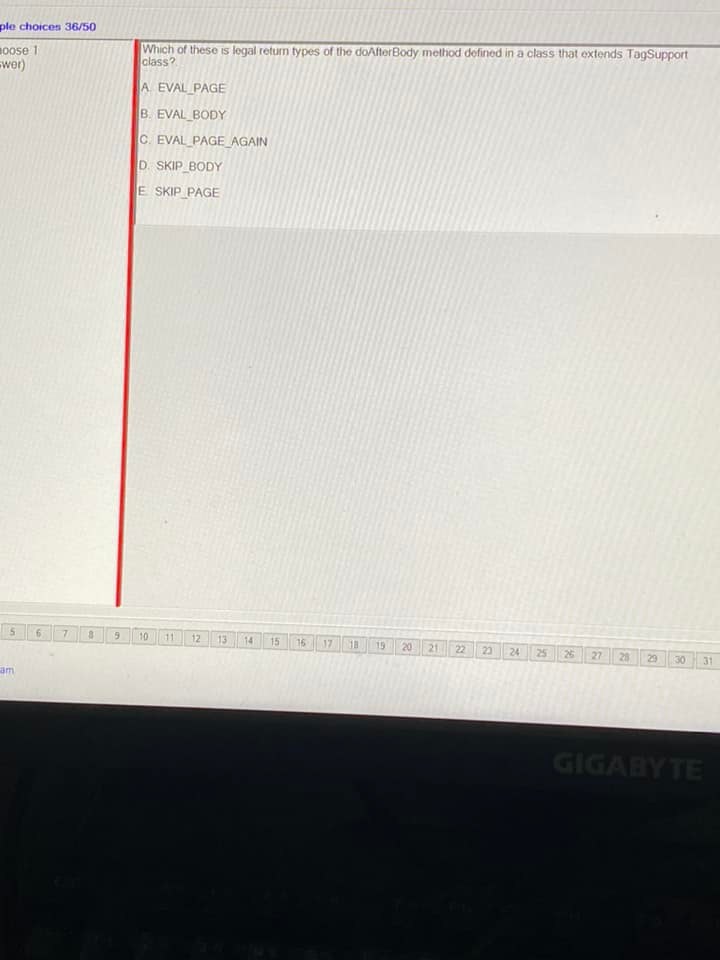 ple choices 36/50
oose 1
wer)
Which of these is legal return types of the doAfterBody method defined in a class that extends TagSupport
class?
A. EVAL_PAGE
B. EVAL_BODY
C. EVAL_PAGE_AGAIN
D. SKIP_BODY
E. SKIP_PAGE
5 6 7 8 9 10 11 12 13 14 15 16 17 18 19 20 21 22 23 24 25 26 27 28 29 30 31
am
GIGABYTE